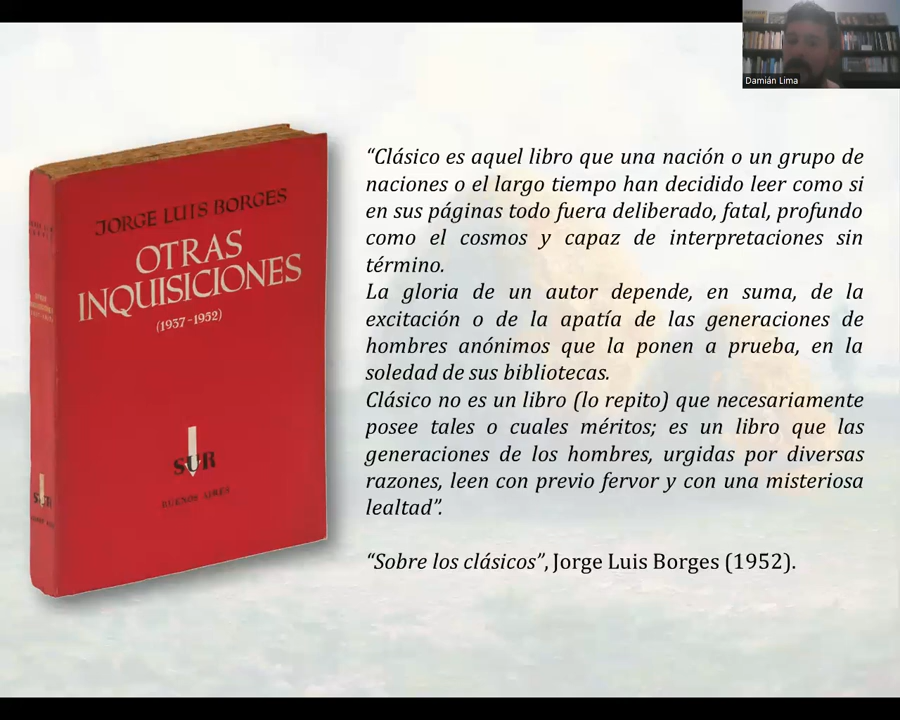 Damián Lima
JORGE LUIS BORGES
OTRAS
INQUISICIONES
(1937-1952)
SUR
BUENOS AIRES
“Clásico es aquel libro que una nación o un grupo de
naciones o el largo tiempo han decidido leer como si
en sus páginas todo fuera deliberado, fatal, profundo
como el cosmos y capaz de interpretaciones sin
término.
La gloria de un autor depende, en suma, de la
excitación o de la apatía de las generaciones de
hombres anónimos que la ponen a prueba, en la
soledad de sus bibliotecas.
Clásico no es un libro (lo repito) que necesariamente
posee tales o cuales méritos; es un libro que las
generaciones de los hombres, urgidas por diversas
razones, leen con previo fervor y con una misteriosa
lealtad”.
“Sobre los clásicos”, Jorge Luis Borges (1952).